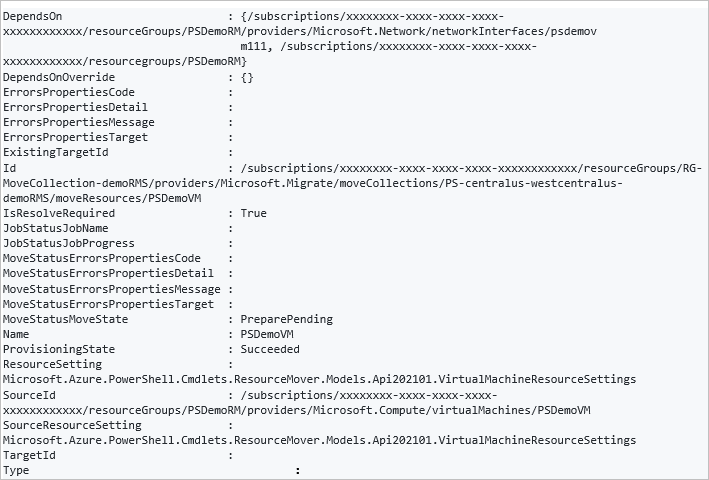 DependsOn                         : {/subscriptions/xxxxxxxx-xxxx-xxxx-xxxx-
xxxxxxxxxxxx/resourceGroups/PSDemoRM/providers/Microsoft.Network/networkInterfaces/psdemov
                                    m111, /subscriptions/xxxxxxxx-xxxx-xxxx-xxxx-
xxxxxxxxxxxx/resourcegroups/PSDemoRM}
DependsOnOverride                 : {}
ErrorsPropertiesCode              :
ErrorsPropertiesDetail            :
ErrorsPropertiesMessage           :
ErrorsPropertiesTarget            :
ExistingTargetId                  :
Id                                : /subscriptions/xxxxxxxx-xxxx-xxxx-xxxx-xxxxxxxxxxxx/resourceGroups/RG-
MoveCollection-demoRMS/providers/Microsoft.Migrate/moveCollections/PS-centralus-westcentralus-
demoRMS/moveResources/PSDemoVM
IsResolveRequired                 : True
JobStatusJobName                  :
JobStatusJobProgress              :
MoveStatusErrorsPropertiesCode    :
MoveStatusErrorsPropertiesDetail  :
MoveStatusErrorsPropertiesMessage :
MoveStatusErrorsPropertiesTarget  :
MoveStatusMoveState               : PreparePending
Name                              : PSDemoVM
ProvisioningState                 : Succeeded
ResourceSetting                   :
Microsoft.Azure.PowerShell.Cmdlets.ResourceMover.Models.Api202101.VirtualMachineResourceSettings
SourceId                          : /subscriptions/xxxxxxxx-xxxx-xxxx-xxxx-
xxxxxxxxxxxx/resourceGroups/PSDemoRM/providers/Microsoft.Compute/virtualMachines/PSDemoVM
SourceResourceSetting             :
Microsoft.Azure.PowerShell.Cmdlets.ResourceMover.Models.Api202101.VirtualMachineResourceSettings
TargetId                          :
Type                                        :